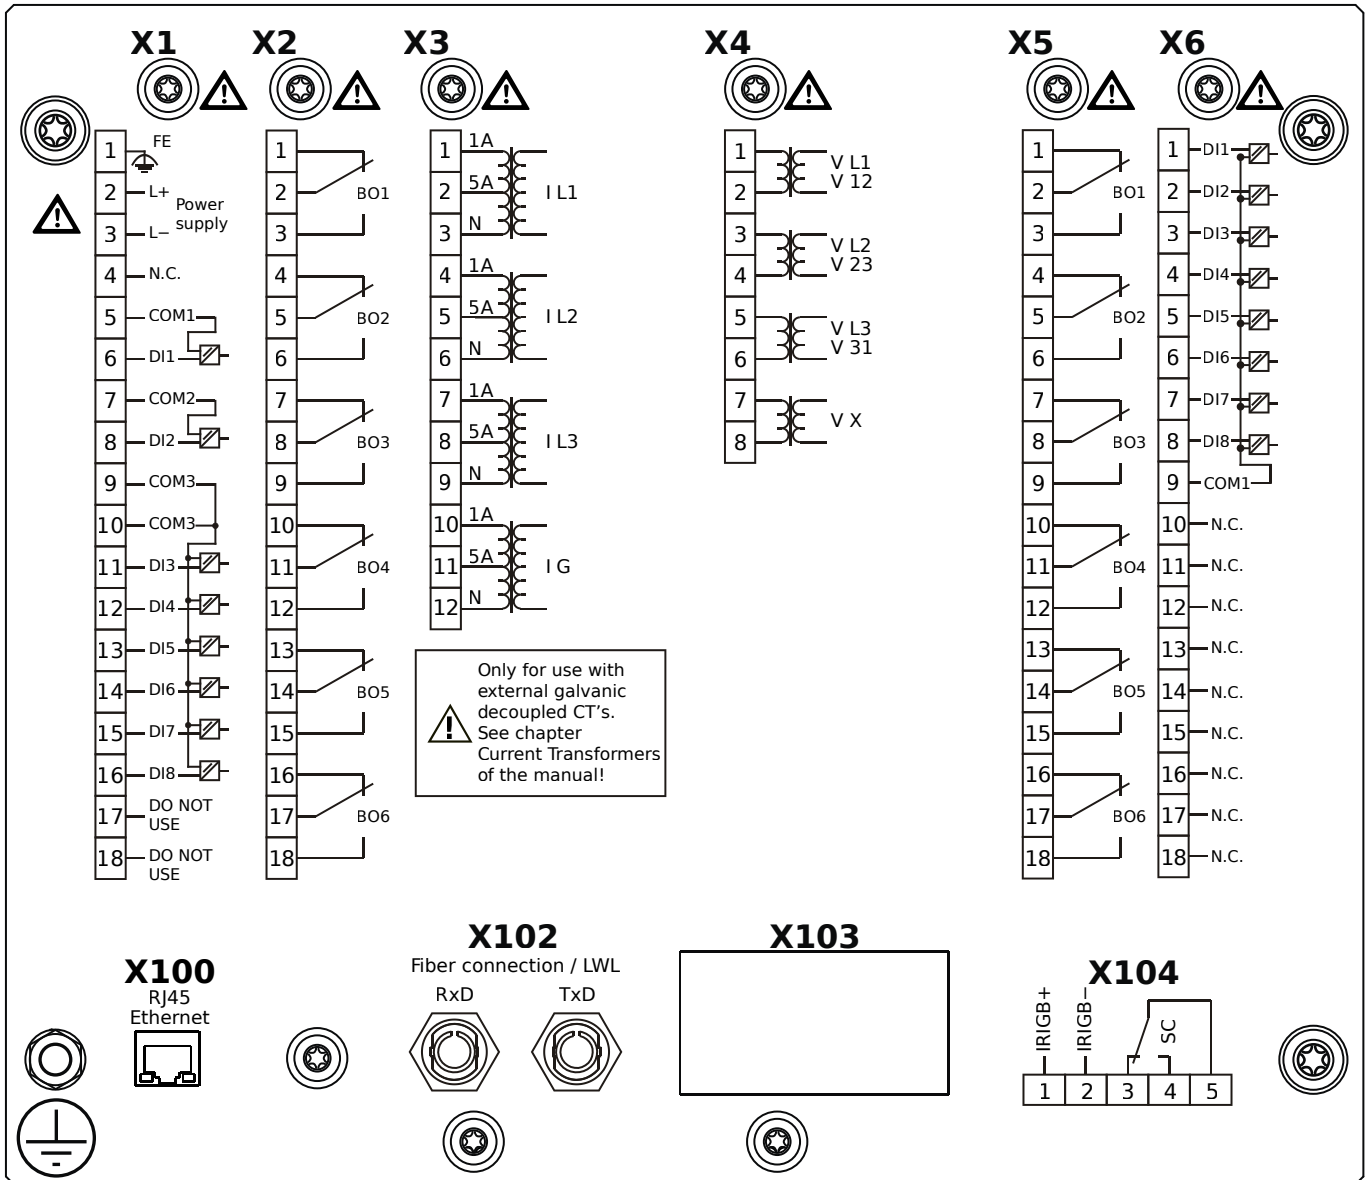 X1
X2
X3
X4
X5
X6
1 FE
2 L+
Power
supply
3 L−
4 N.C.
5 COM1
6 DI1
7 COM2
8 DI2
9 COM3
10 COM3
11 DI3
12 DI4
13 DI5
14 DI6
15 DI7
16 DI8
17 DO NOT
USE
18 DO NOT
USE
1
2 BO1
3
4
5 BO2
6
7
8 BO3
9
10
11 BO4
12
13
14 BO5
15
16
17 BO6
18
1 1A
2 5A I L1
3 N
4 1A
5 5A I L2
6 N
7 1A
8 5A I L3
9 N
10 1A
11 5A I G
12 N
Only for use with
external galvanic
decoupled CT's.
See chapter
Current Transformers
of the manual!
1 V L1
2 V 12
3 V L2
4 V 23
5 V L3
6 V 31
7 V X
8
1
2 BO1
3
4
5 BO2
6
7
8 BO3
9
10
11 BO4
12
13
14 BO5
15
16
17 BO6
18
1 DI1
2 DI2
3 DI3
4 DI4
5 DI5
6 DI6
7 DI7
8 DI8
9 COM1
10 N.C.
11 N.C.
12 N.C.
13 N.C.
14 N.C.
15 N.C.
16 N.C.
17 N.C.
18 N.C.
X100
RJ45
Ethernet
X102
Fiber connection / LWL
RxD TxD
X103
X104
IRIGB+
IRIGB−
SC
1 2 3 4 5